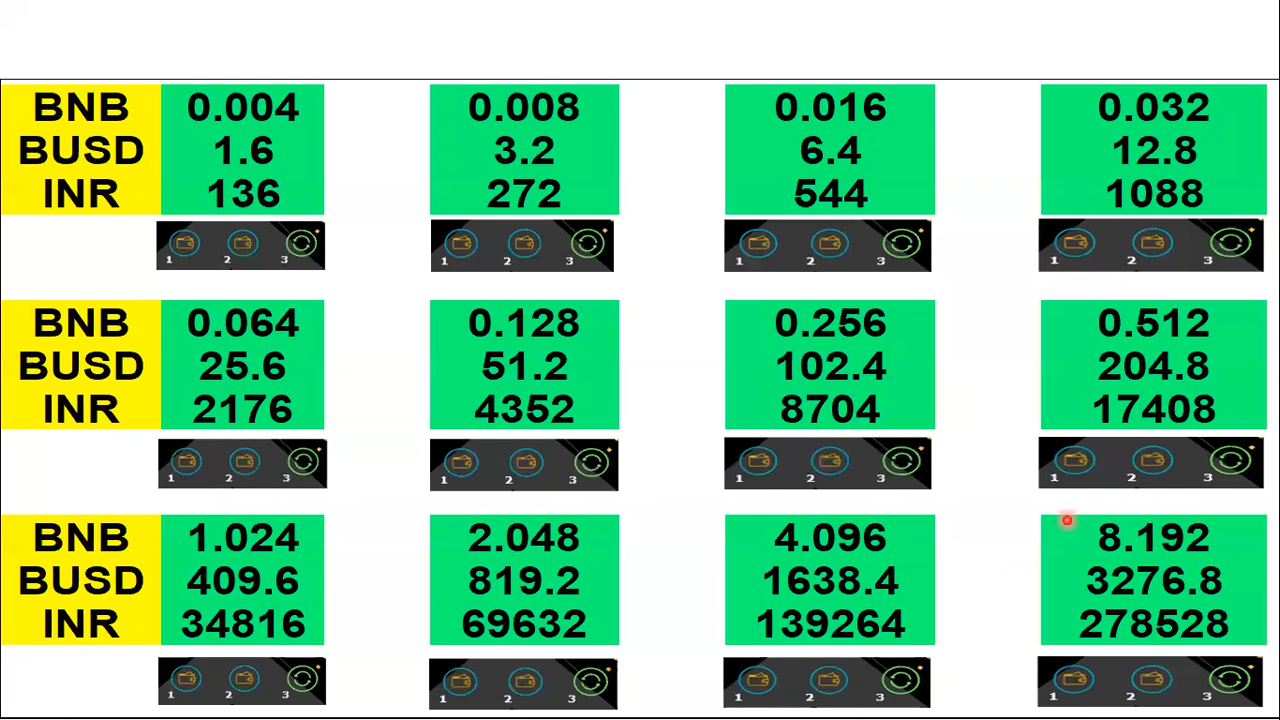 BNB 0.004 0.008 0.016 0.032
BUSD 1.6 3.2 6.4 12.8
INR 136 272 544 1088
1 2 3 1 2 3 1 2 3 1 2 3
BNB 0.064 0.128 0.256 0.512
BUSD 25.6 51.2 102.4 204.8
INR 2176 4352 8704 17408
1 2 3 1 2 3 1 2 3 1 2 3
BNB 1.024 2.048 4.096 8.192
BUSD 409.6 819.2 1638.4 3276.8
INR 34816 69632 139264 278528
1 2 3 1 2 3 1 2 3 1 2 3